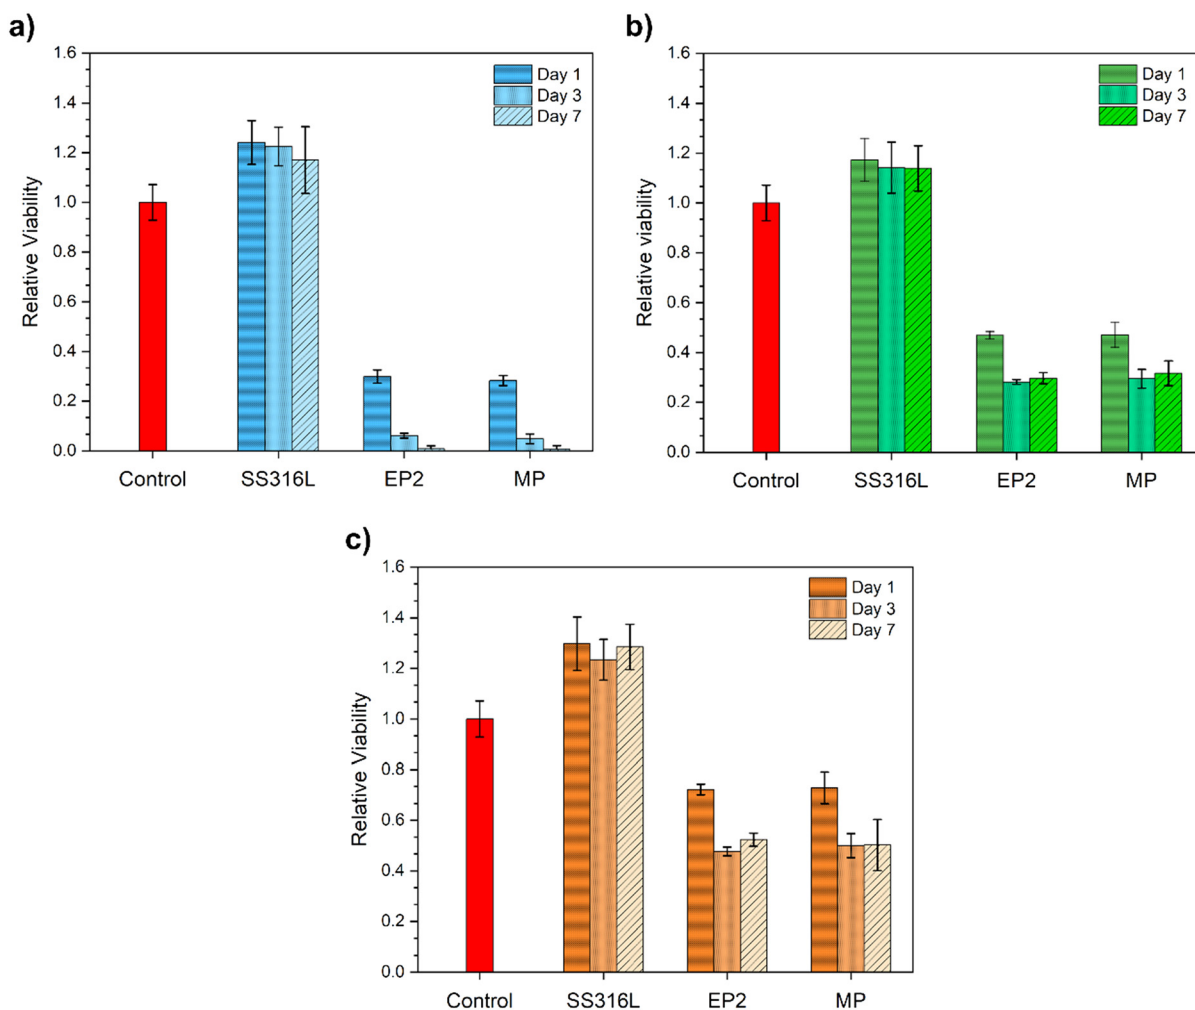 a)
1.6
1.4
1.2
1.0
0.8
0.6
0.4
0.2
0.0
Relative Viability
Day 1
Day 3
Day 7
Control SS316L EP2 MP
b)
1.6
1.4
1.2
1.0
0.8
0.6
0.4
0.2
0.0
Relative viability
Day 1
Day 3
Day 7
Control SS316L EP2 MP
c)
1.6
1.4
1.2
1.0
0.8
0.6
0.4
0.2
0.0
Relative Viability
Day 1
Day 3
Day 7
Control SS316L EP2 MP